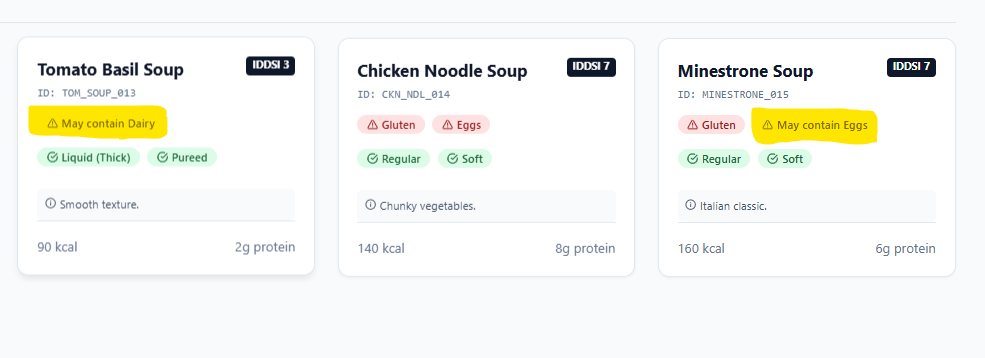 Tomato Basil Soup
IDDSI 3
ID: TOM_SOUP_013
May contain Dairy
Liquid (Thick) Pureed
Smooth texture.
90 kcal 2g protein
Chicken Noodle Soup
IDDSI 7
ID: CKN_NDL_014
Gluten Eggs
Regular Soft
Chunky vegetables.
140 kcal 8g protein
Minestrone Soup
IDDSI 7
ID: MINESTRONE_015
Gluten May contain Eggs
Regular Soft
Italian classic.
160 kcal 6g protein